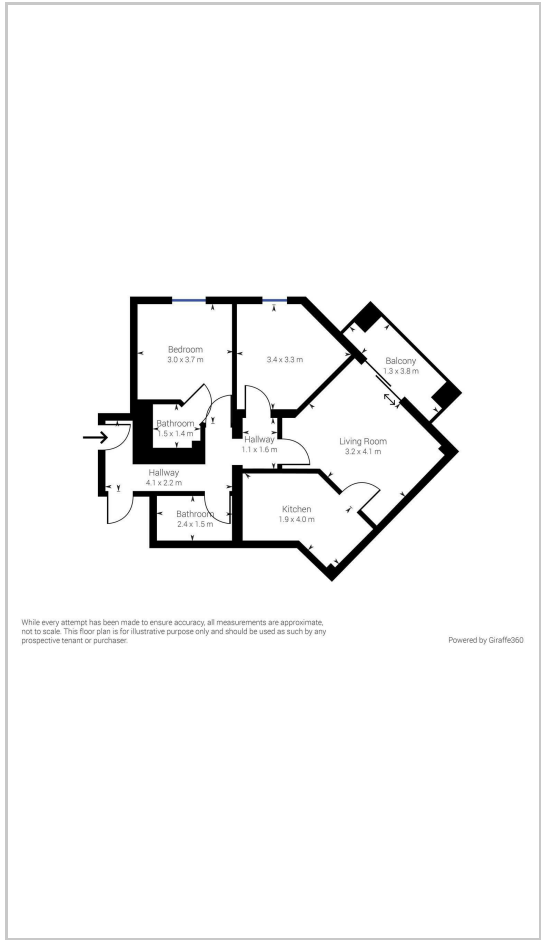 Bedroom
3.0 x 3.7 m
3.4 x 3.3 m
Balcony
1.3 x 3.8 m
Bathroom
1.5 x 1.4 m
Hallway
1.1 x 1.6 m
Living Room
3.2 x 4.1 m
Hallway
4.1 x 2.2 m
Bathroom
2.4 x 1.5 m
Kitchen
1.9 x 4.0 m
While every attempt has been made to ensure accuracy, all measurements are approximate,
not to scale. This floor plan is for illustrative purpose only and should be used as such by any
prospective tenant or purchaser.
Powered by Giraffe360